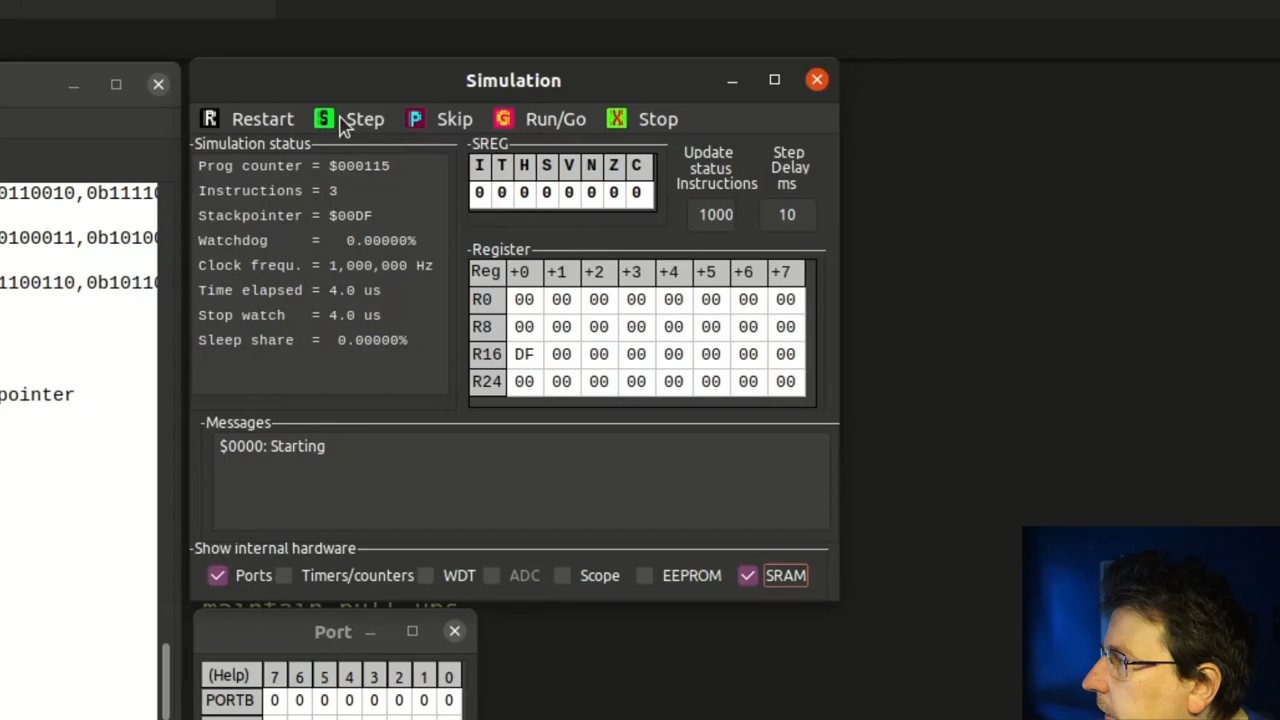 Simulation
R Restart S Step P Skip G Run/Go X Stop
Simulation status
Prog counter = $000115
Instructions = 3
Stackpointer = $00DF
Watchdog = 0.00000%
Clock frequ. = 1,000,000 Hz
Time elapsed = 4.0 us
Stop watch = 4.0 us
Sleep share = 0.00000%
SREG
I T H S V N Z C
0 0 0 0 0 0 0 0
Update
status
Instructions
1000
Step
Delay
ms
10
Register
Reg +0 +1 +2 +3 +4 +5 +6 +7
R0 00 00 00 00 00 00 00 00
R8 00 00 00 00 00 00 00 00
R16 DF 00 00 00 00 00 00 00
R24 00 00 00 00 00 00 00 00
Messages
$0000: Starting
Show internal hardware
Ports Timers/counters WDT ADC Scope EEPROM SRAM
0110010,0b1111
0100011,0b1010
1100110,0b1011
pointer
Port
(Help) 7 6 5 4 3 2 1 0
PORTB 0 0 0 0 0 0 0 0